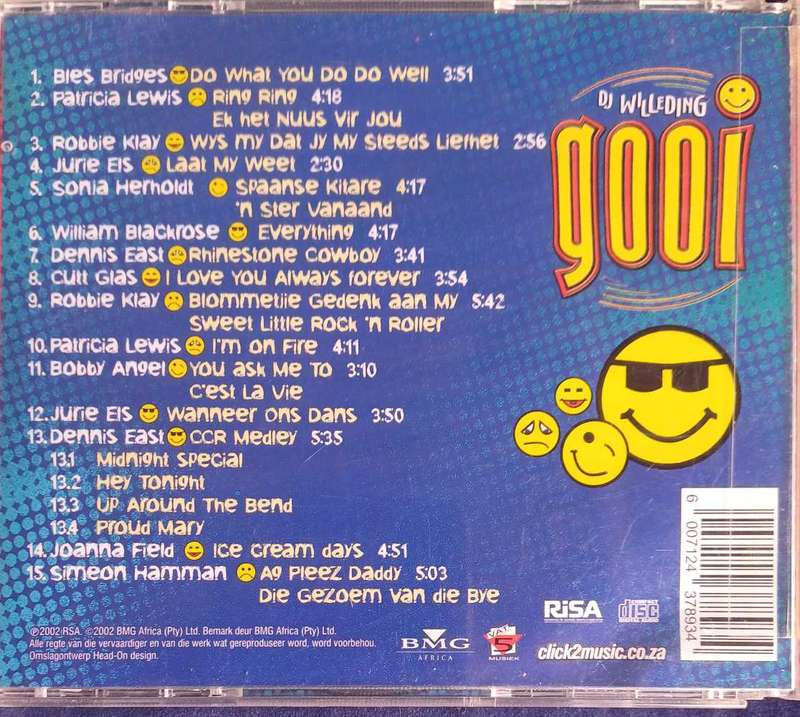 1. Bles Bridges Do What You Do Do Well 3:51
2. Patricia Lewis Ring Ring 4:18
Ek het Nuus Vir Jou
3. Robbie Klay Wys my Dat Jy My Steeds Liefhet 2:56
4. Jurie Els Laat My Weet 2:30
5. Sonia Herholdt Spaanse Kitare 4:17
'n Ster Vanaand
6. William Blackrose Everything 4:17
7. Dennis East Rhinestone Cowboy 3:41
8. Cutt Glas I Love You Always Forever 3:54
9. Robbie Klay Blommetjie Gedenk aan My 5:42
Sweet Little Rock 'n Roller
10. Patricia Lewis I'm on Fire 4:11
11. Bobby Angel You ask Me To 3:10
C'est La Vie
12. Jurie Els Wanneer Ons Dans 3:50
13. Dennis East CCR Medley 5:35
13.1 Midnight Special
13.2 Hey Tonight
13.3 Up Around The Bend
13.4 Proud Mary
14. Joanna Field Ice Cream days 4:51
15. Simeon Hamman Ag Pleez Daddy 5:03
Die Gezoem van die Bye
DJ WILLEDING
gooi
℗2002 RSA. ©2002 BMG Africa (Pty) Ltd. Bemark deur BMG Africa (Pty) Ltd.
Alle regte van die vervaardiger en van die werk wat gereproduseer word, word voorbehou.
Omslagontwerp Head-On design.
BMG
AFRICA
5
MUSIEK
click2music.co.za
RiSA
COMPACT
disc
DIGITAL AUDIO
6 007124 378934